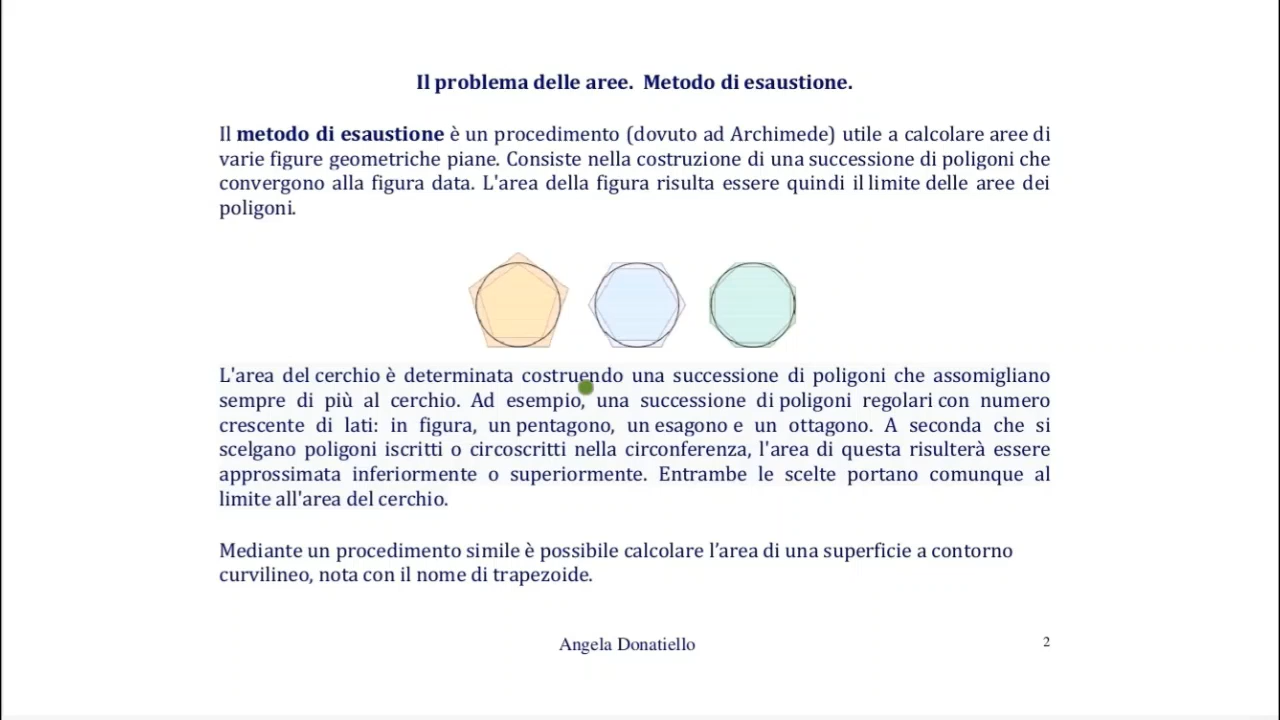 Il problema delle aree. Metodo di esaustione.
Il metodo di esaustione è un procedimento (dovuto ad Archimede) utile a calcolare aree di
varie figure geometriche piane. Consiste nella costruzione di una successione di poligoni che
convergono alla figura data. L'area della figura risulta essere quindi il limite delle aree dei
poligoni.
L'area del cerchio è determinata costruendo una successione di poligoni che assomigliano
sempre di più al cerchio. Ad esempio, una successione di poligoni regolari con numero
crescente di lati: in figura, un pentagono, un esagono e un ottagono. A seconda che si
scelgano poligoni iscritti o circoscritti nella circonferenza, l'area di questa risulterà essere
approssimata inferiormente o superiormente. Entrambe le scelte portano comunque al
limite all'area del cerchio.
Mediante un procedimento simile è possibile calcolare l’area di una superficie a contorno
curvilineo, nota con il nome di trapezoide.
Angela Donatiello
2